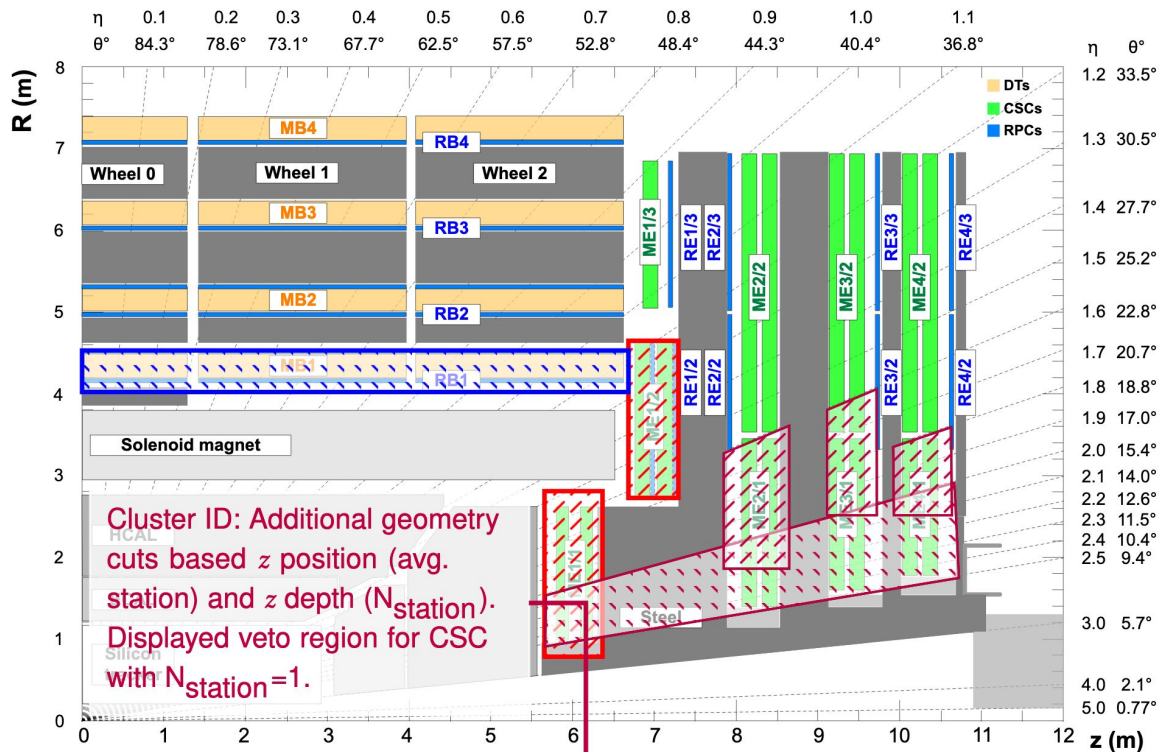 η 0.1 0.2 0.3 0.4 0.5 0.6 0.7 0.8 0.9 1.0 1.1 η θ°
θ° 84.3° 78.6° 73.1° 67.7° 62.5° 57.5° 52.8° 48.4° 44.3° 40.4° 36.8°
R (m)
8
7
6
5
4
3
2
1
0
1.2 33.5°
1.3 30.5°
1.4 27.7°
1.5 25.2°
1.6 22.8°
1.7 20.7°
1.8 18.8°
1.9 17.0°
2.0 15.4°
2.1 14.0°
2.2 12.6°
2.3 11.5°
2.4 10.4°
2.5 9.4°
3.0 5.7°
4.0 2.1°
5.0 0.77°
DTs
CSCs
RPCs
MB4
RB4
Wheel 0 Wheel 1 Wheel 2
MB3
RB3
MB2
RB2
MB1
RB1
Solenoid magnet
ME1/3
RE1/3
RE2/3
ME2/2
ME3/2
RE3/3
ME4/2
RE4/3
ME1/2
RE1/2
RE2/2
RE3/2
RE4/2
ME1/1
ME2/1
ME3/1
HCAL
Silicon
Steel
Cluster ID: Additional geometry
cuts based z position (avg.
station) and z depth (Nstation).
Displayed veto region for CSC
with Nstation=1.
0 1 2 3 4 5 6 7 8 9 10 11 12
z (m)